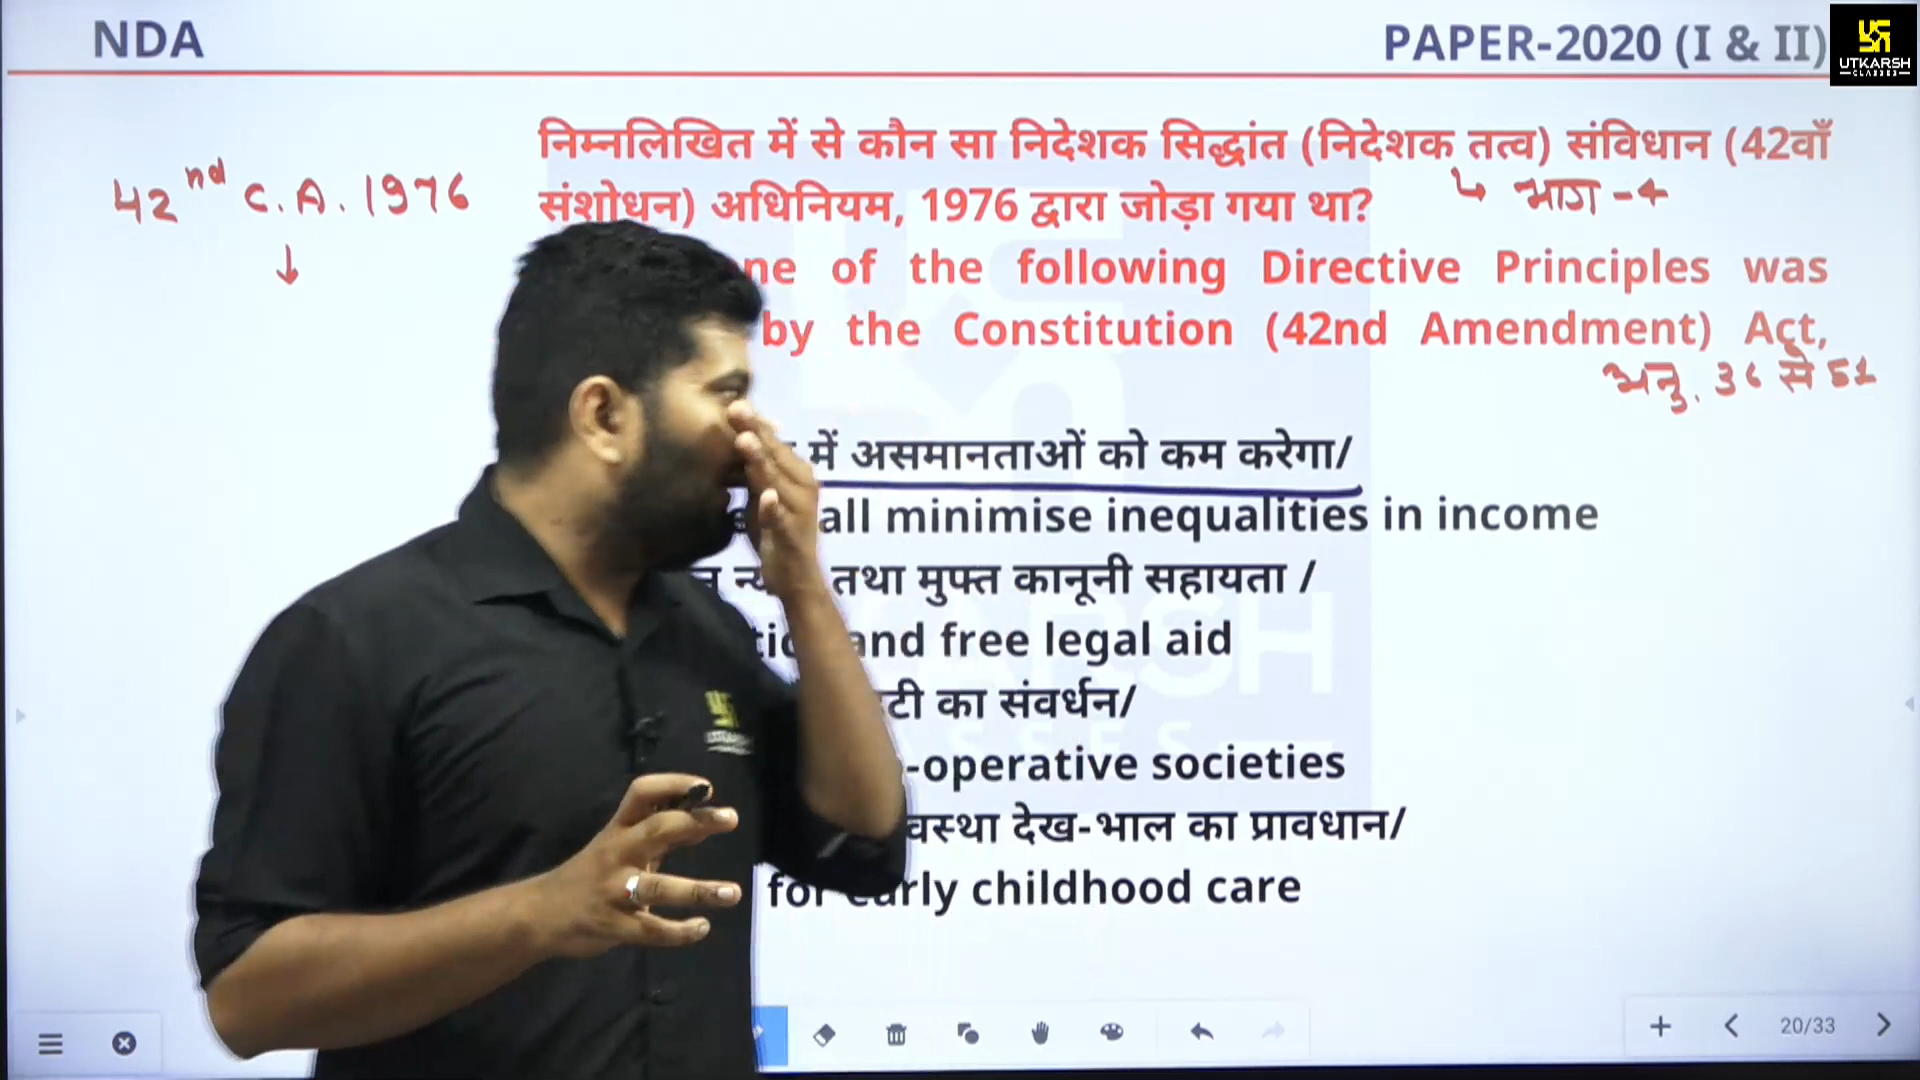 NDA
PAPER-2020 (I & II)
UTKARSH
CLASSES
निम्नलिखित में से कौन सा निदेशक सिद्धांत (निदेशक तत्व) संविधान (42वाँ
42nd C.A. 1976
संशोधन) अधिनियम, 1976 द्वारा जोड़ा गया था?
↳ भाग -4
↓
of the following Directive Principles was
by the Constitution (42nd Amendment) Act,
अनु. 36 से 51
में असमानताओं को कम करेगा/
all minimise inequalities in income
तथा मुफ्त कानूनी सहायता /
and free legal aid
का संवर्धन/
-operative societies
देख-भाल का प्रावधान/
for early childhood care
20/33